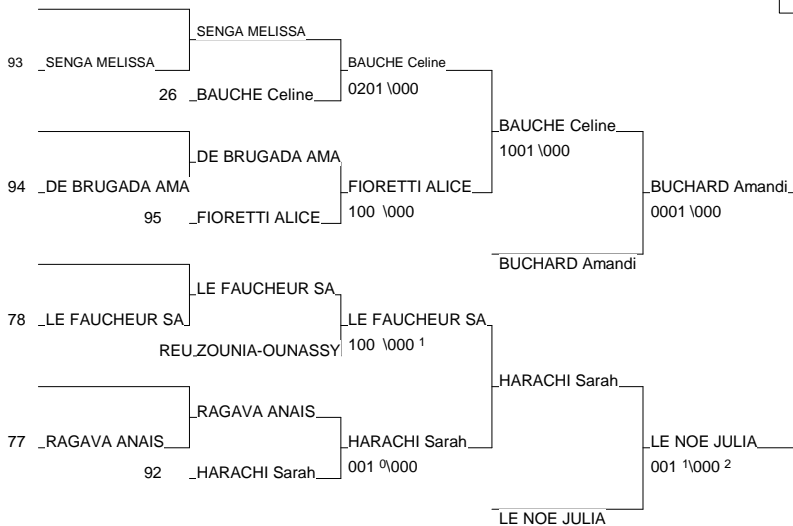 SENGA MELISSA
93 SENGA MELISSA
BAUCHE Celine
26 BAUCHE Celine
0201 \000
BAUCHE Celine
1001 \000
DE BRUGADA AMA
94 DE BRUGADA AMA
FIORETTI ALICE
BUCHARD Amandi
95 FIORETTI ALICE
100 \000
0001 \000
BUCHARD Amandi
LE FAUCHEUR SA
78 LE FAUCHEUR SA
LE FAUCHEUR SA
REU ZOUNIA-OUNASSY
100 \000 1
HARACHI Sarah
RAGAVA ANAIS
77 RAGAVA ANAIS
HARACHI Sarah
LE NOE JULIA
92 HARACHI Sarah
001 0\000
001 1\000 2
LE NOE JULIA